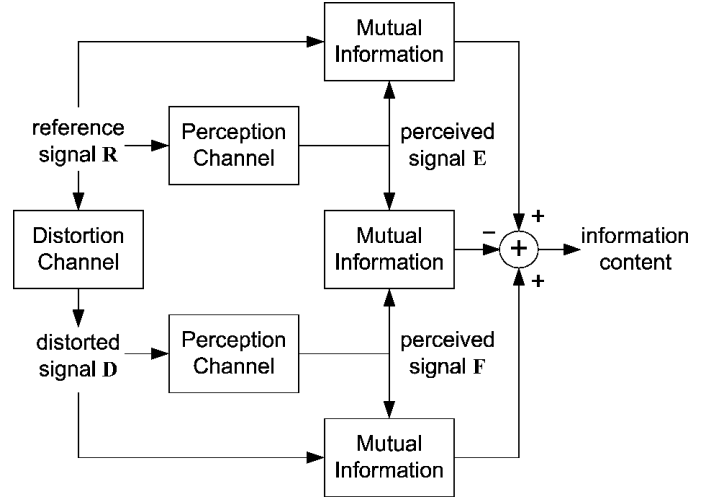 Mutual
Information
reference
signal R
Perception
Channel
perceived
signal E
Distortion
Channel
Mutual
Information
−
+
+
+
information
content
distorted
signal D
Perception
Channel
perceived
signal F
Mutual
Information